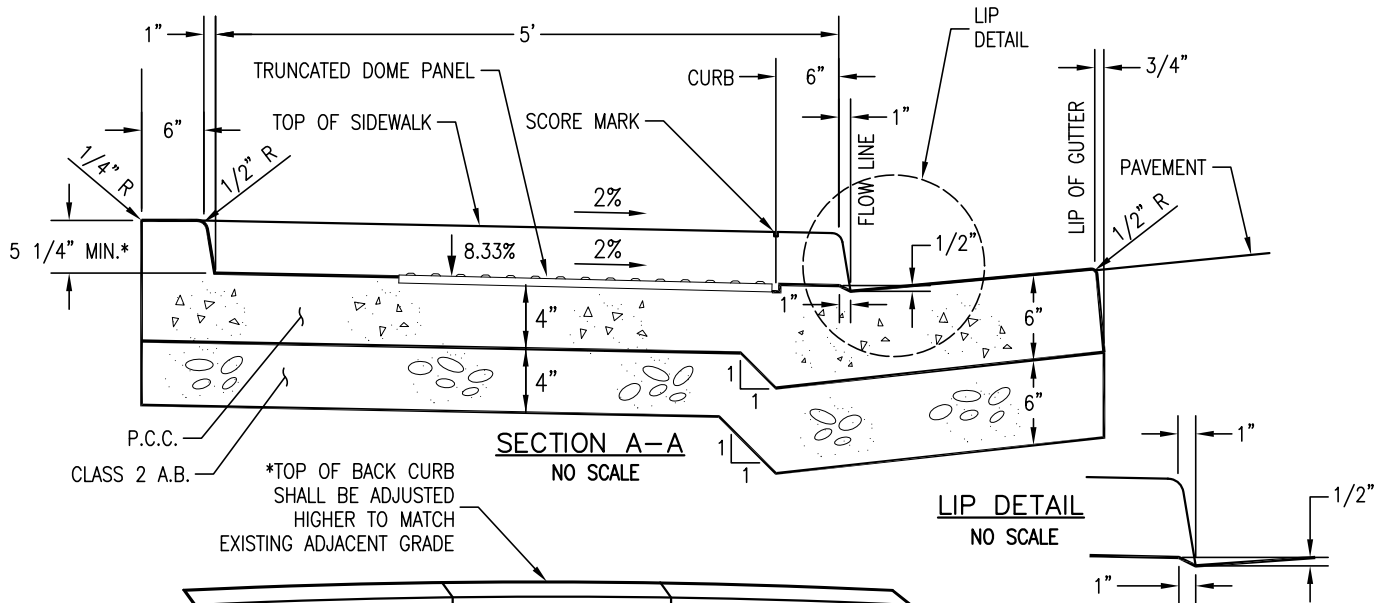 1"
5'
LIP
DETAIL
TRUNCATED DOME PANEL
CURB
6"
3/4"
6"
TOP OF SIDEWALK
SCORE MARK
1"
FLOW LINE
LIP OF GUTTER
PAVEMENT
1/4" R
1/2" R
2%
1/2" R
5 1/4" MIN.*
8.33%
2%
1/2"
1"
4"
6"
4"
1
1
6"
P.C.C.
CLASS 2 A.B.
SECTION A-A
NO SCALE
1
1
*TOP OF BACK CURB
SHALL BE ADJUSTED
HIGHER TO MATCH
EXISTING ADJACENT GRADE
1"
LIP DETAIL
NO SCALE
1/2"
1"